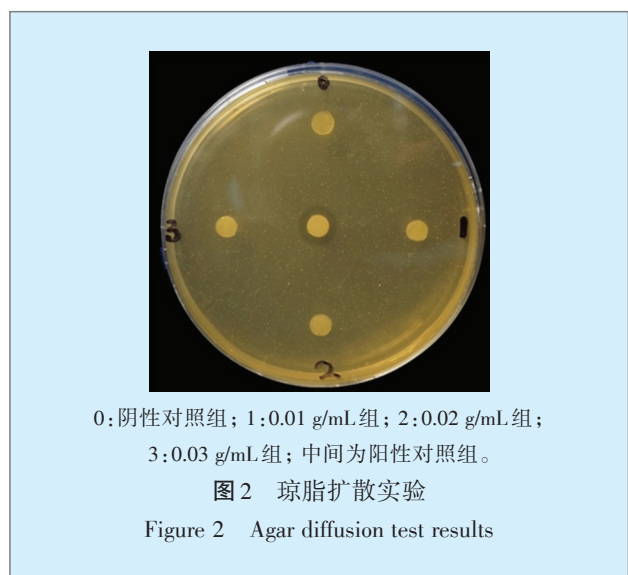 0
3
1
2
0:阴性对照组; 1:0.01 g/mL组; 2:0.02 g/mL组;
3:0.03 g/mL组; 中间为阳性对照组。
图2 琼脂扩散实验
Figure 2 Agar diffusion test results